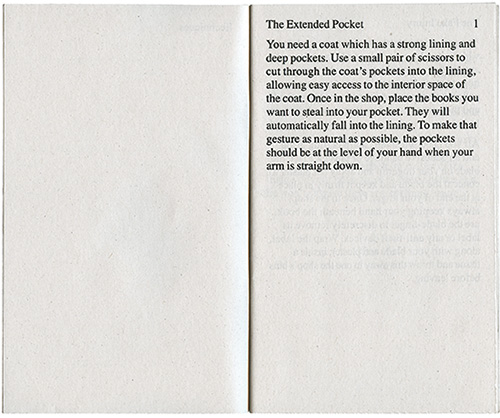 The Extended Pocket 1
You need a coat which has a strong lining and
deep pockets. Use a small pair of scissors to
cut through the coat's pockets into the lining,
allowing easy access to the interior space of
the coat. Once in the shop, place the books you
want to steal into your pocket. They will
automatically fall into the lining. To make that
gesture as natural as possible, the pockets
should be at the level of your hand when your
arm is straight down.